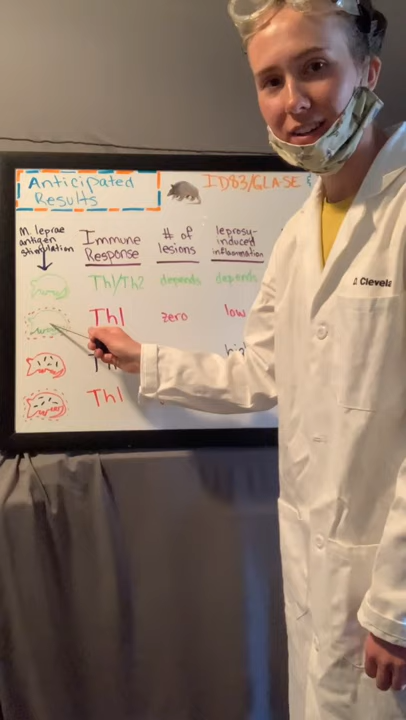 Anticipated
Results
ID83/GLA-SE
M. leprae
antigen
stimulation
Immune
Response
# of
lesions
leprosy-
induced
inflammation
Th1/Th2 depends depends
Th1 zero low
Th1
D Clevela